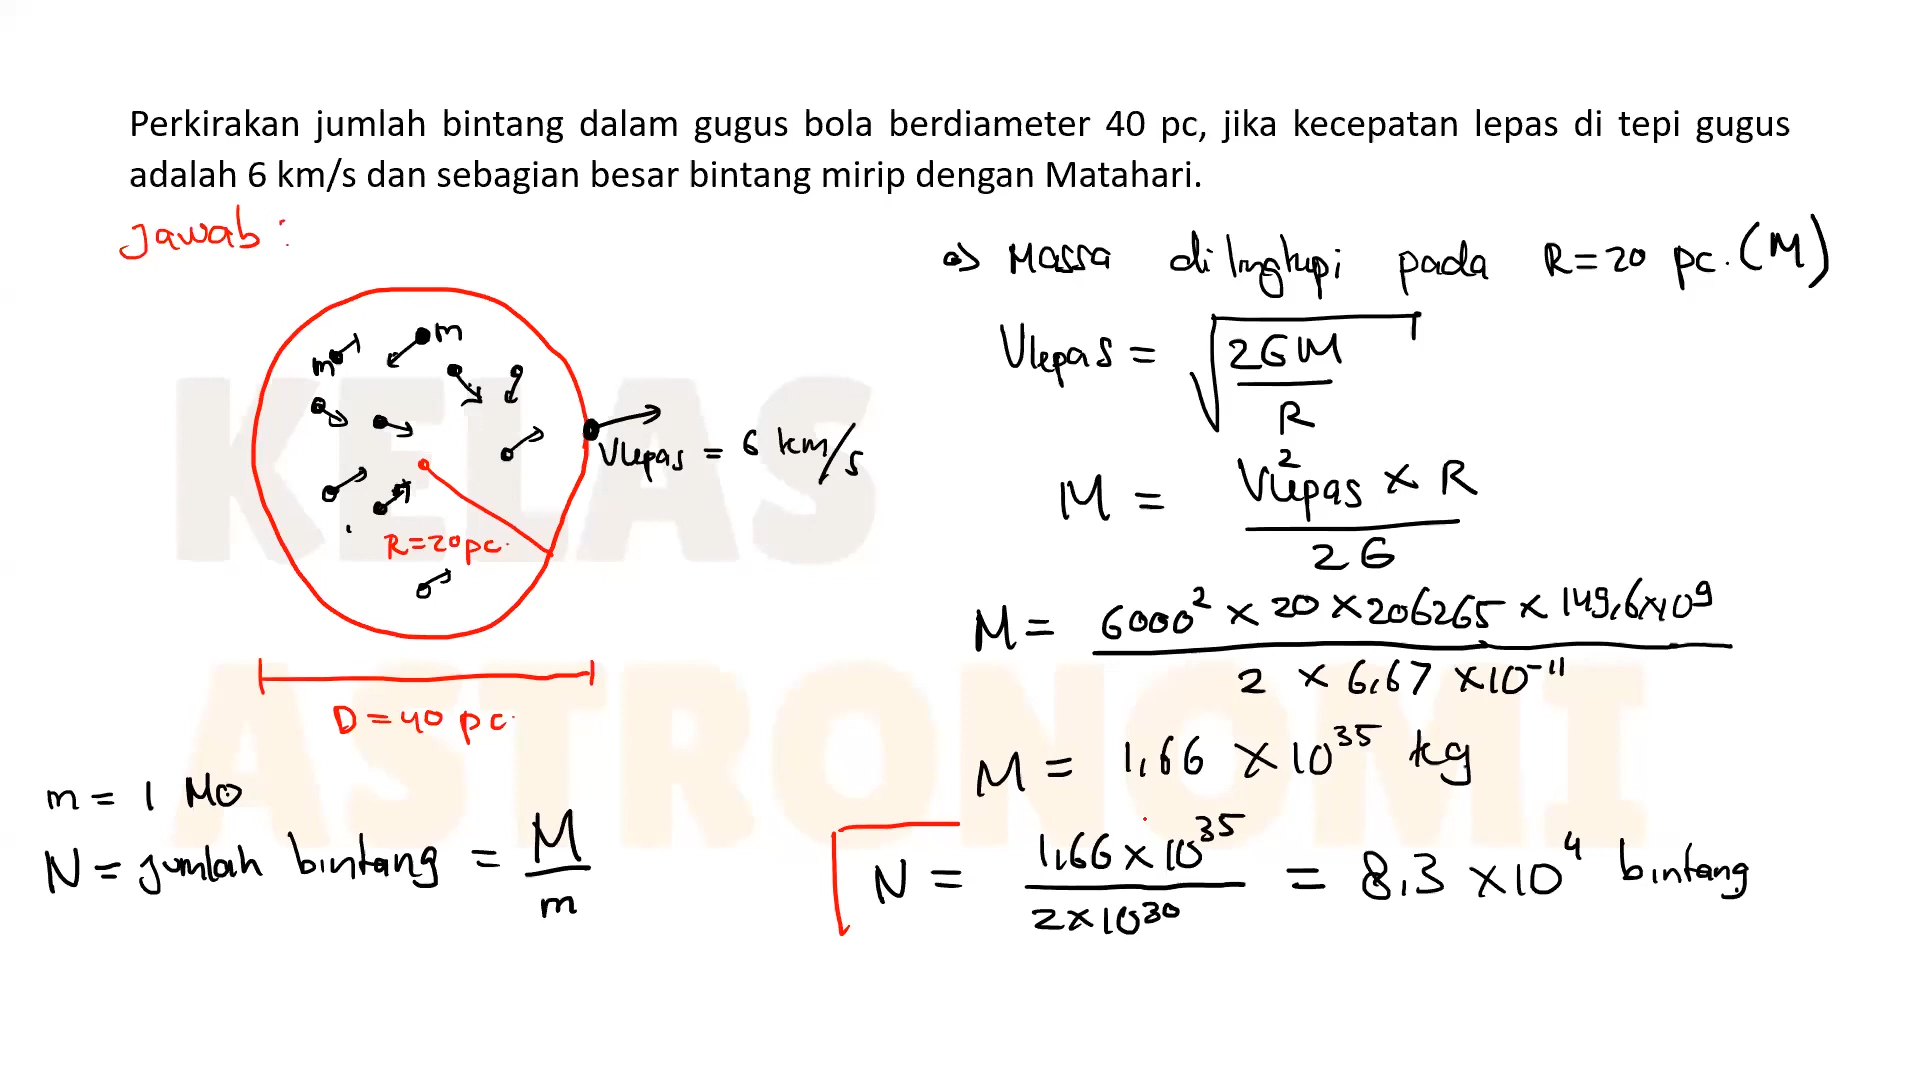 Perkirakan jumlah bintang dalam gugus bola berdiameter 40 pc, jika kecepatan lepas di tepi gugus
adalah 6 km/s dan sebagian besar bintang mirip dengan Matahari.
Jawab :
m
m
Vlepas = 6 km/s
R=20pc.
D = 40 pc.
m = 1 M⊙
N = jumlah bintang = M/m
=> Massa dilingkupi pada R=20 pc. (M)
Vlepas = √(2GM/R)
M = Vlepas² × R / 2G
M = 6000² × 20 × 206265 × 149,6×10⁹ / 2 × 6,67 × 10⁻¹¹
M = 1,66 × 10³⁵ kg
N = 1,66 × 10³⁵ / 2×10³⁰ = 8,3 × 10⁴ bintang
KELAS
ASTRONOMI